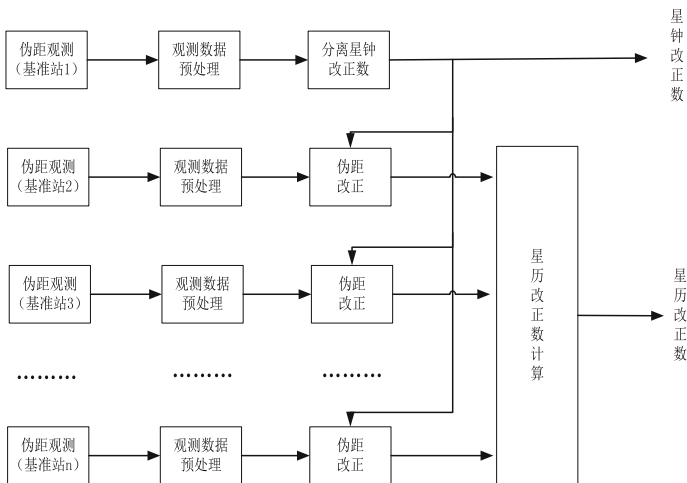 伪距观测
(基准站1)
观测数据
预处理
分离星钟
改正数
星钟改正数
伪距观测
(基准站2)
观测数据
预处理
伪距
改正
伪距观测
(基准站3)
观测数据
预处理
伪距
改正
星历改正数计算
星历改正数
………
………
………
伪距观测
(基准站n)
观测数据
预处理
伪距
改正